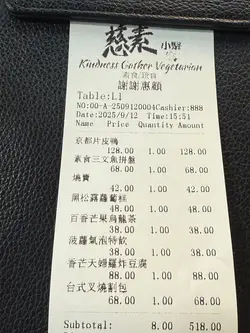 慈素小聚
Kindness Gather Vegetarian
素食/飲食
謝謝惠顧
Table:L1
NO:00-A-2509120004Cashier:888
Date:2025/9/12 Time:15:51
Name Price Quantity Amount
京都片皮鴨
128.00 1.00 128.00
素食三文魚拼盤
68.00 1.00 68.00
燒賣
42.00 1.00 42.00
黑松露蘿蔔糕
48.00 1.00 48.00
百香芒果烏龍茶
38.00 1.00 38.00
菠蘿氣泡特飲
38.00 1.00 38.00
香芒天婦羅炸豆腐
88.00 1.00 88.00
台式叉燒割包
68.00 1.00 68.00
Subtotal: 8.00 518.00